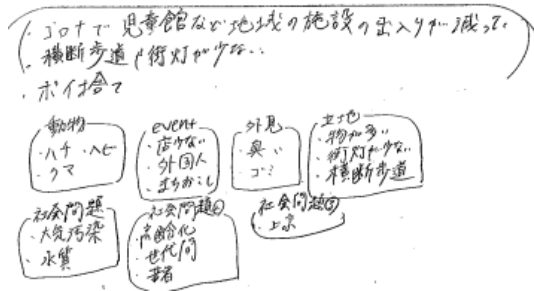 ・コロナで児童館など地域の施設の出入りが減って
・横断歩道や街灯が少ない
・ポイ捨て
動物
・ハチ ・ヘビ
・クマ
event
・店少ない
・外国人
・まちおこし
外見
・臭い
・ゴミ
立地
・物が多い
・街灯が少ない
・横断歩道
社会問題
・大気汚染
・水質
社会問題②
・高齢化
・世代間
・若者
社会問題③
・上京